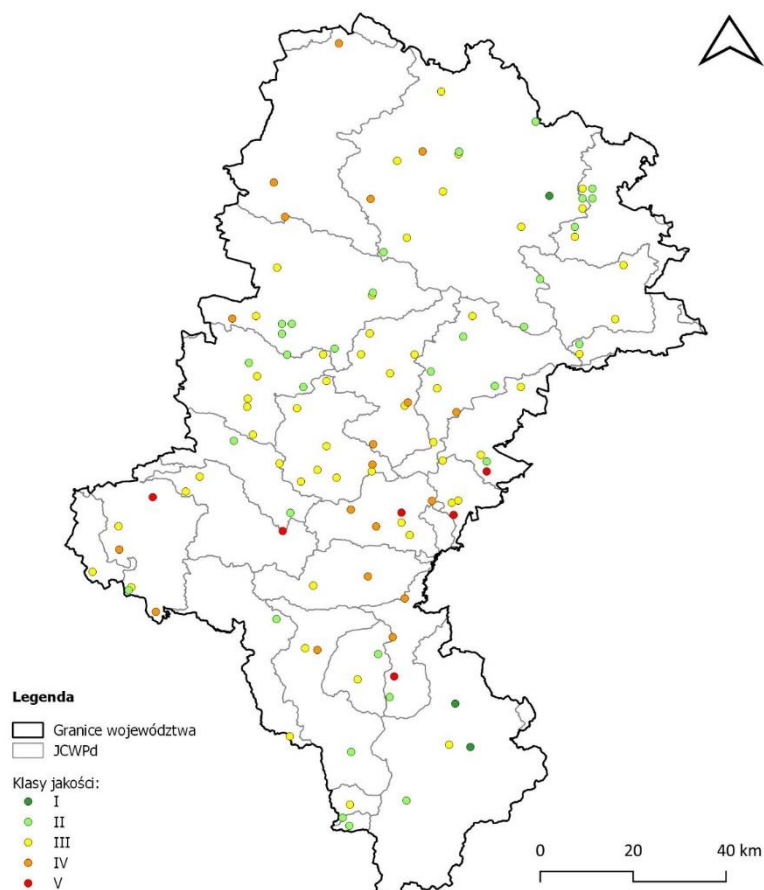 Legenda
Granice województwa
JCWPd
Klasy jakości:
I
II
III
IV
V
0 20 40 km